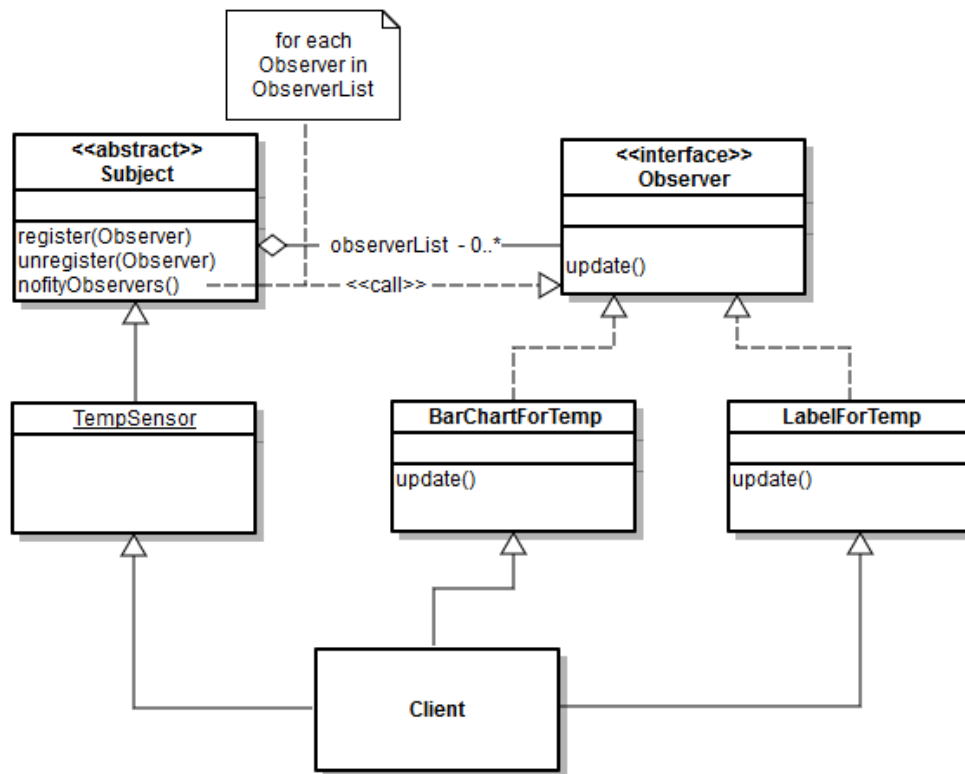 for each
Observer in
ObserverList
<<abstract>>
Subject
register(Observer)
unregister(Observer)
nofityObservers()
observerList - 0..*
<<call>>
<<interface>>
Observer
update()
TempSensor
BarChartForTemp
update()
LabelForTemp
update()
Client